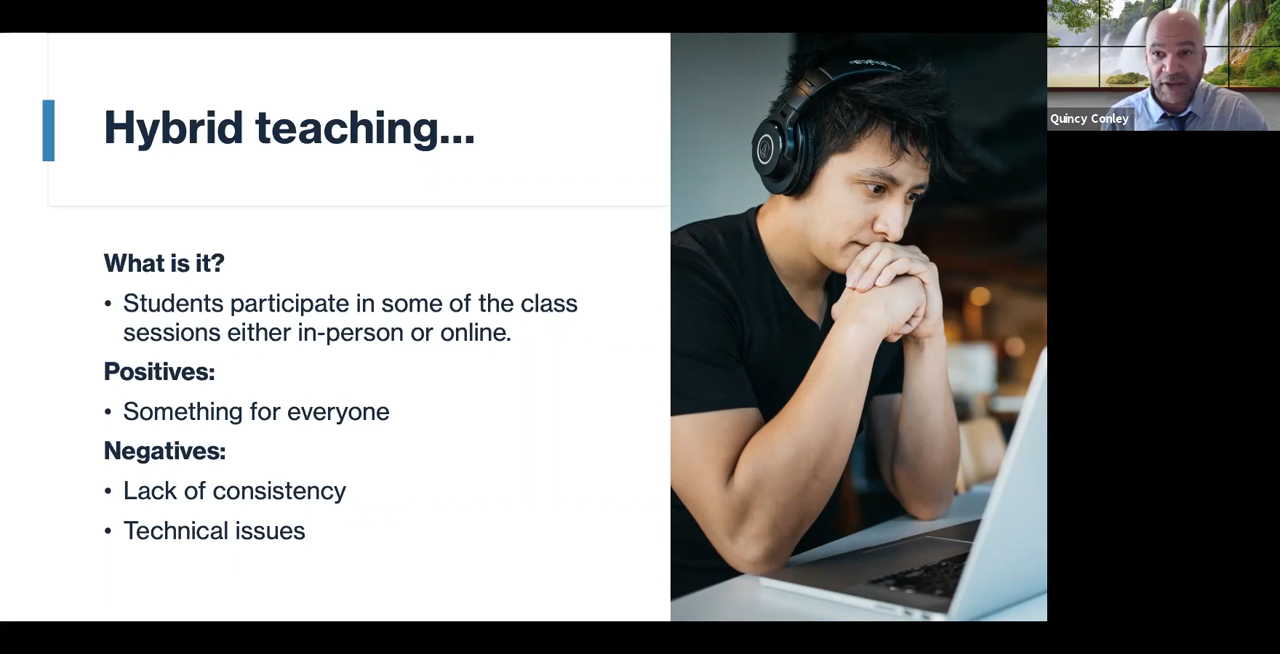 Hybrid teaching...
What is it?
• Students participate in some of the class
sessions either in-person or online.
Positives:
• Something for everyone
Negatives:
• Lack of consistency
• Technical issues
Quincy Conley